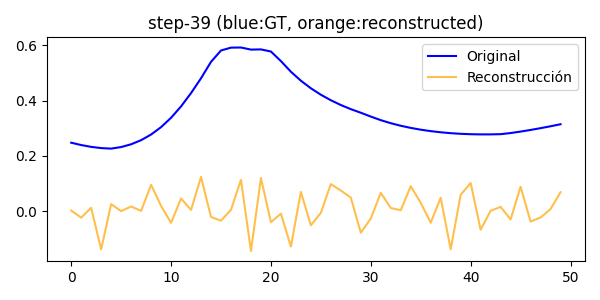 step-39 (blue:GT, orange:reconstructed)
Original
Reconstrucción
0.6
0.4
0.2
0.0
0 10 20 30 40 50